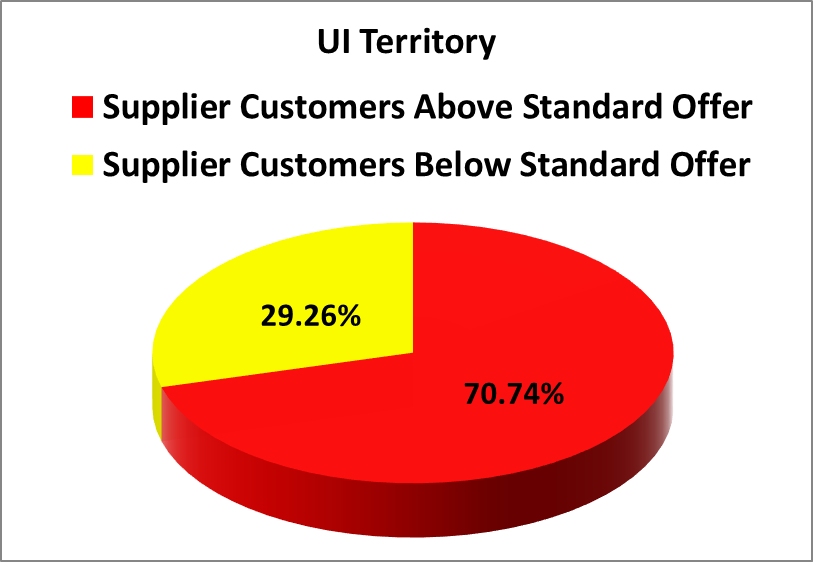 UI Territory
Supplier Customers Above Standard Offer
Supplier Customers Below Standard Offer
29.26%
70.74%